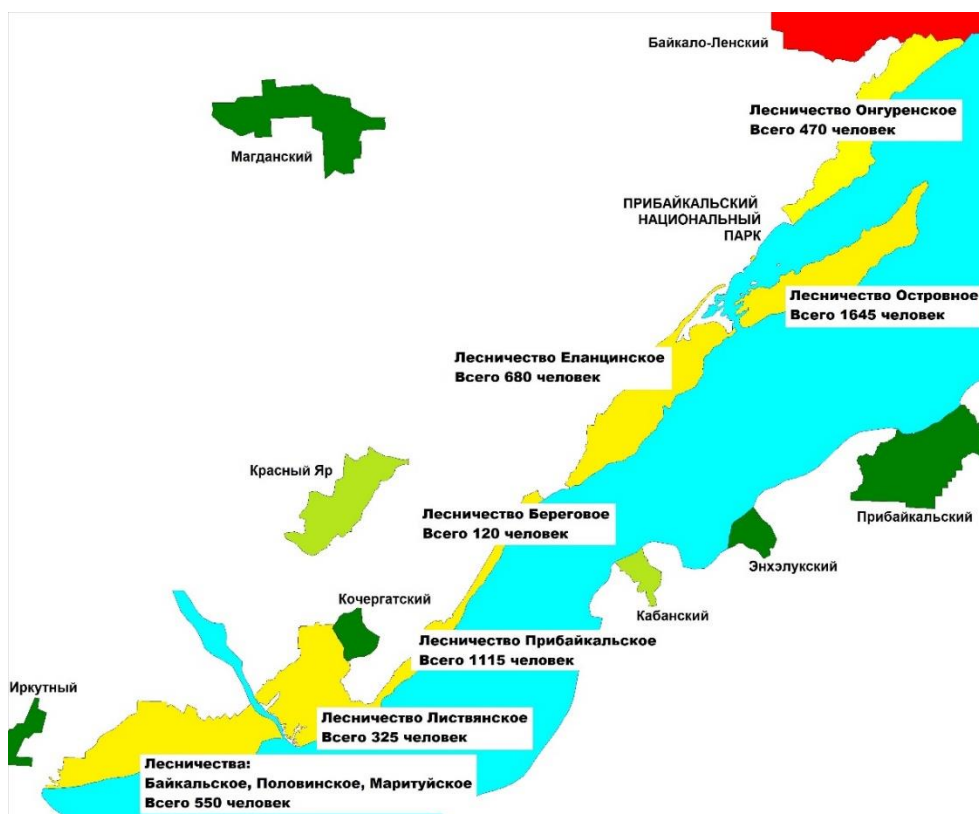 Байкало-Ленский
Лесничество Онгуренское
Всего 470 человек
Магданский
ПРИБАЙКАЛЬСКИЙ
НАЦИОНАЛЬНЫЙ
ПАРК
Лесничество Островное
Всего 1645 человек
Лесничество Еланцинское
Всего 680 человек
Красный Яр
Лесничество Береговое
Всего 120 человек
Прибайкальский
Энхэлукский
Кабанский
Кочергатский
Лесничество Прибайкальское
Всего 1115 человек
Иркутный
Лесничество Листвянское
Всего 325 человек
Лесничества:
Байкальское, Половинское, Маритуйское
Всего 550 человек